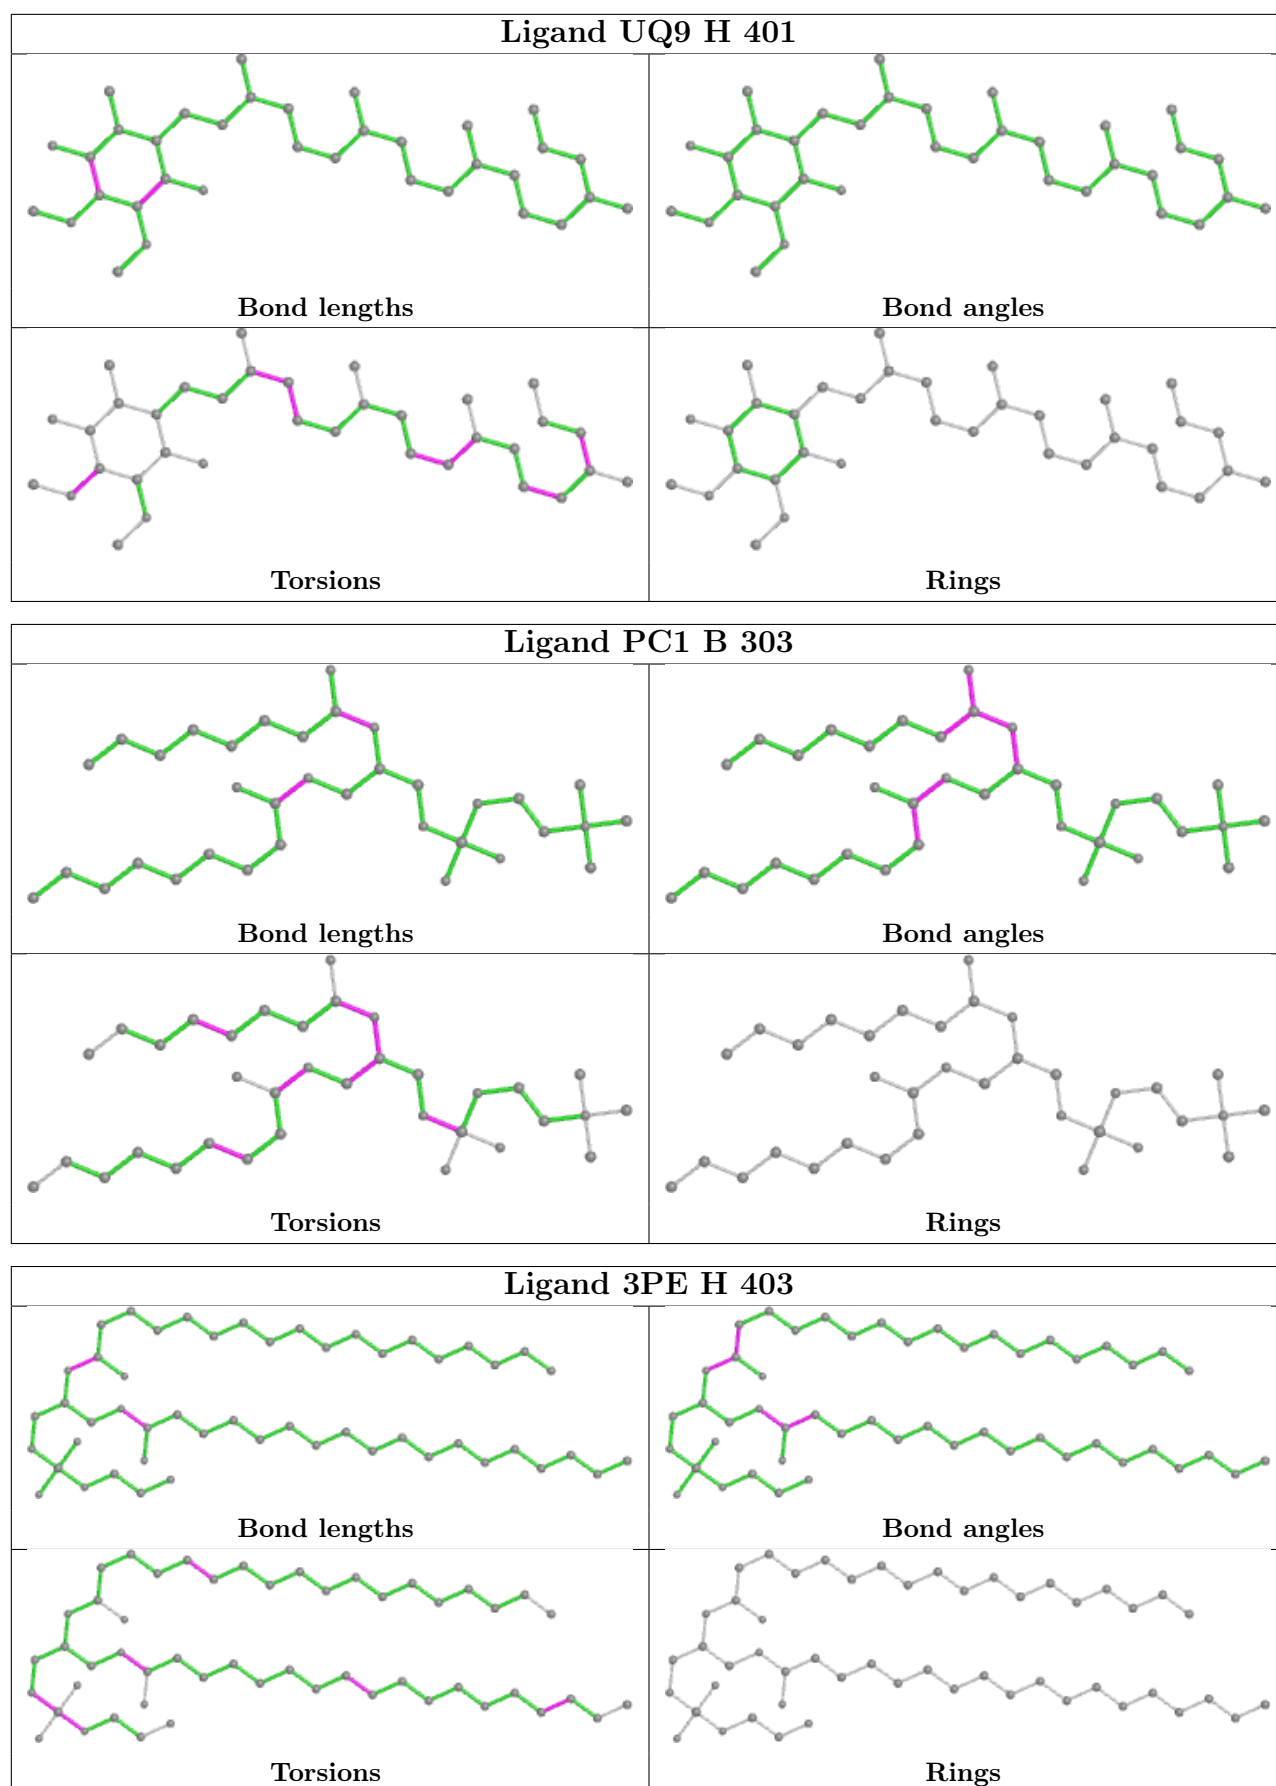 Ligand UQ9 H 401
Bond lengths
Bond angles
Torsions
Rings
Ligand PC1 B 303
Bond lengths
Bond angles
Torsions
Rings
Ligand 3PE H 403
Bond lengths
Bond angles
Torsions
Rings